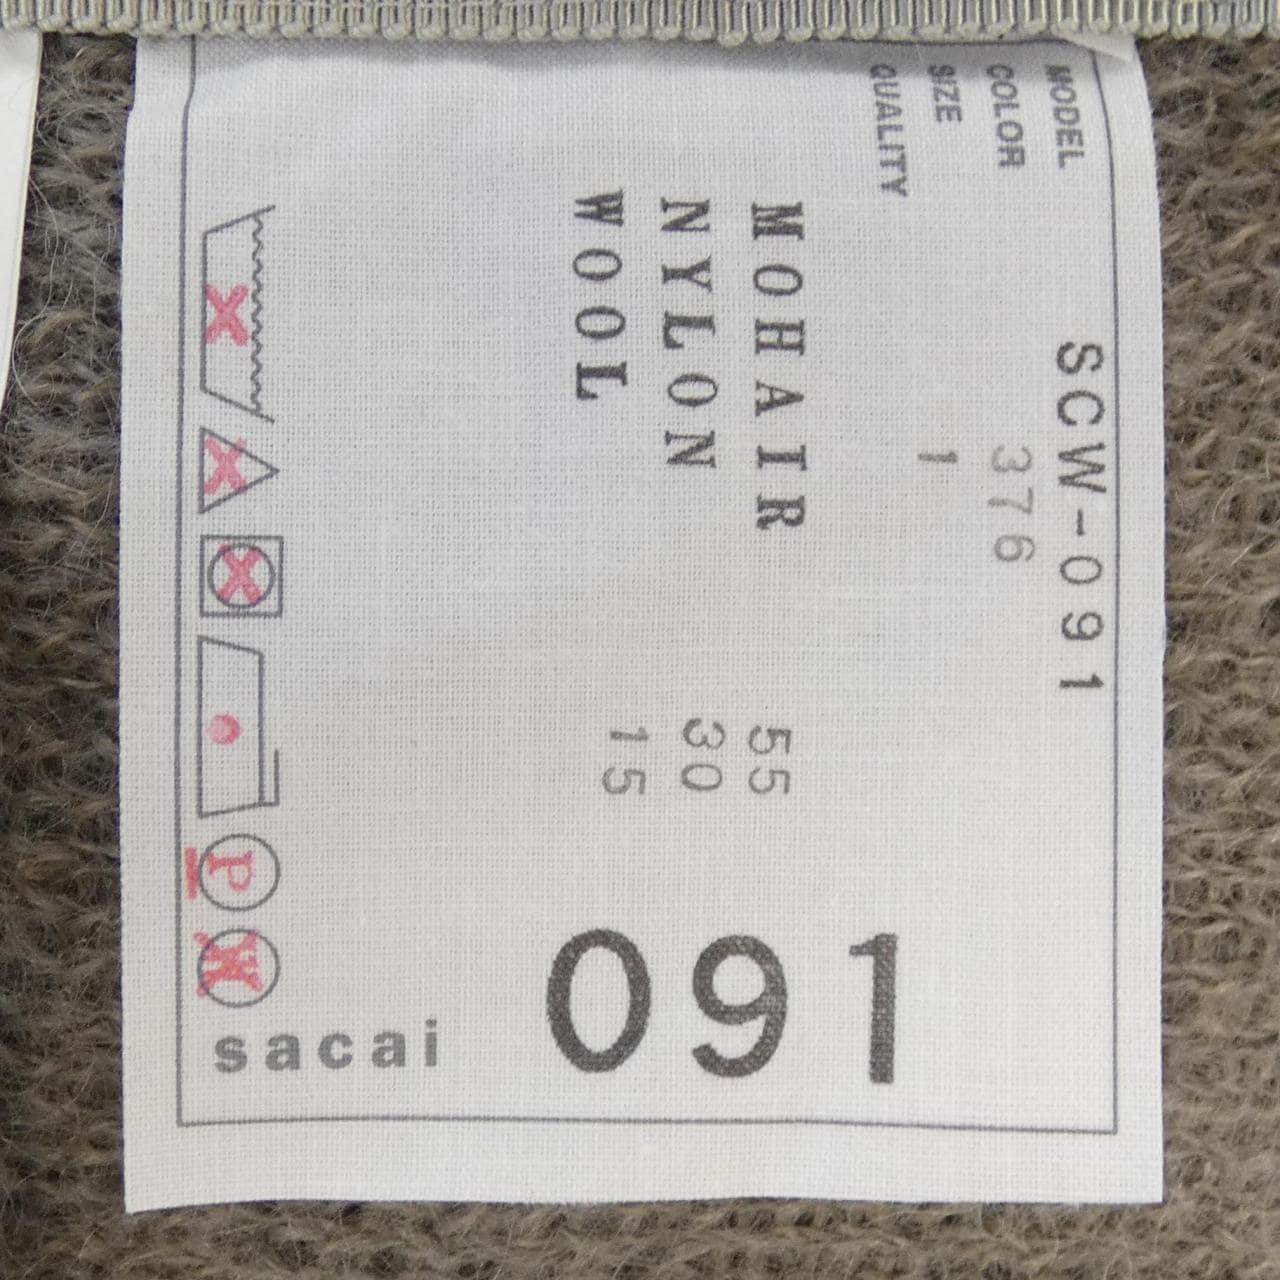 MODEL SCW-091
COLOR 376
SIZE 1
QUALITY
MOHAIR 55
NYLON 30
WOOL 15
P
W
sacai
091